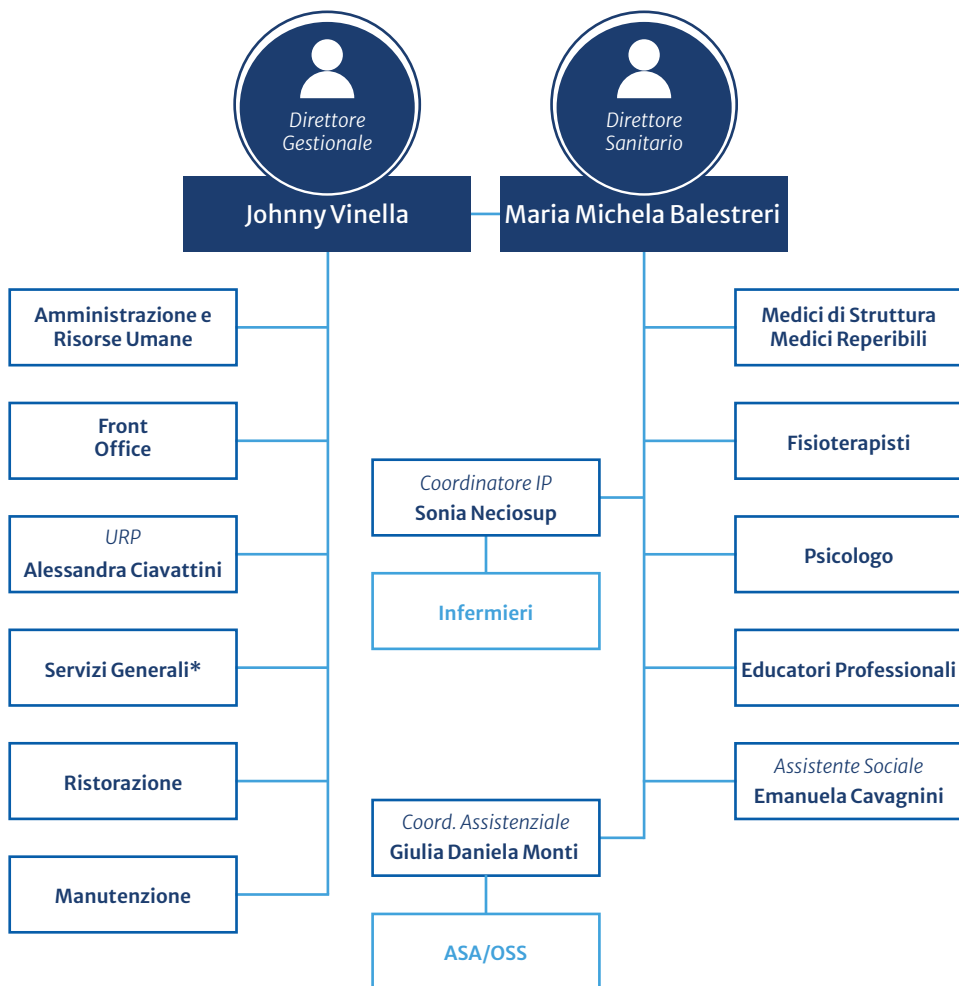 Direttore
Gestionale
Johnny Vinella
Direttore
Sanitario
Maria Michela Balestreri
Amministrazione e
Risorse Umane
Front
Office
URP
Alessandra Ciavattini
Servizi Generali*
Ristorazione
Manutenzione
Coordinatore IP
Sonia Neciosup
Infermieri
Coord. Assistenziale
Giulia Daniela Monti
ASA/OSS
Medici di Struttura
Medici Reperibili
Fisioterapisti
Psicologo
Educatori Professionali
Assistente Sociale
Emanuela Cavagnini